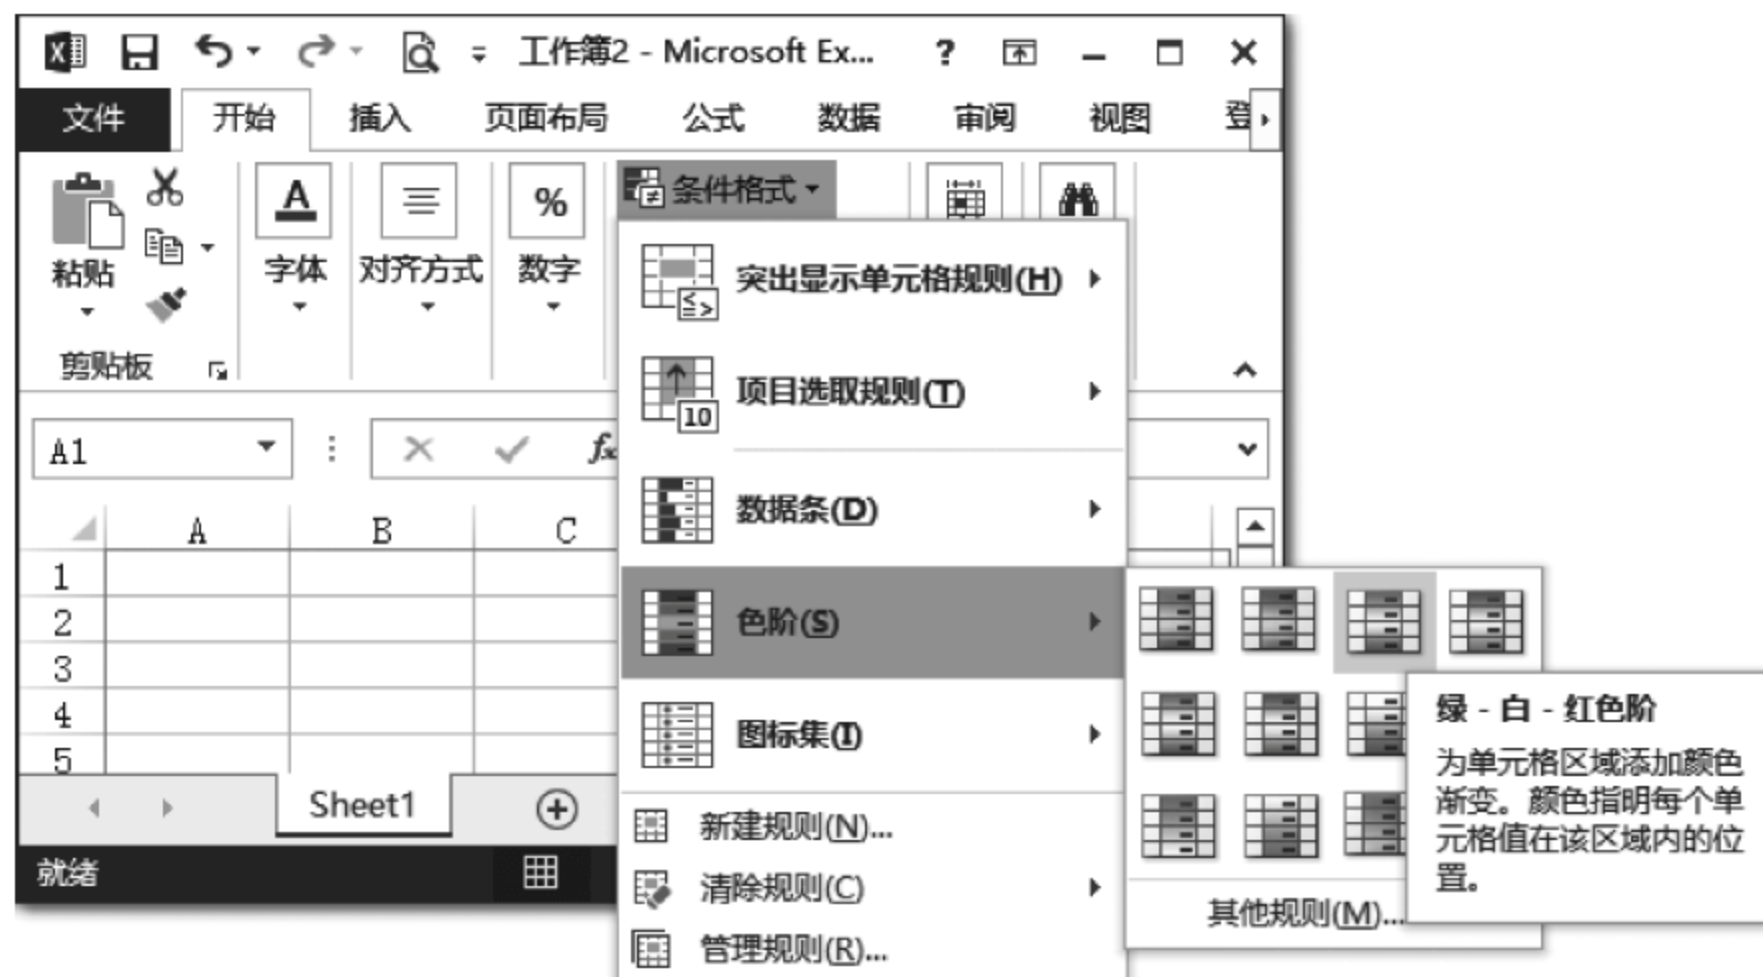 工作簿2 - Microsoft Ex... ?
文件 开始 插入 页面布局 公式 数据 审阅 视图 登
条件格式
粘贴 字体 对齐方式 数字
剪贴板
突出显示单元格规则(H)
项目选取规则(T)
10
数据条(D)
色阶(S)
图标集(I)
新建规则(N)...
清除规则(C)
管理规则(R)...
A1 fx
A B C
1
2
3
4
5
Sheet1
就绪
绿 - 白 - 红色阶
为单元格区域添加颜色
渐变。颜色指明每个单
元格值在该区域内的位
置。
其他规则(M)...